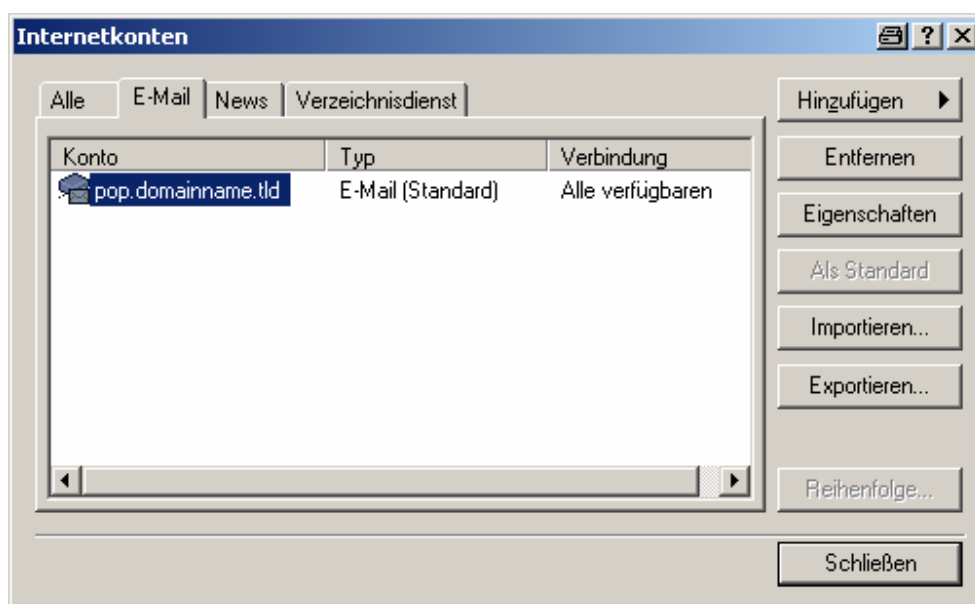 Internetkonten
Alle E-Mail News Verzeichnisdienst
Konto Typ Verbindung
pop.domainname.tld E-Mail (Standard) Alle verfügbaren
Hinzufügen
Entfernen
Eigenschaften
Als Standard
Importieren...
Exportieren...
Reihenfolge...
Schließen